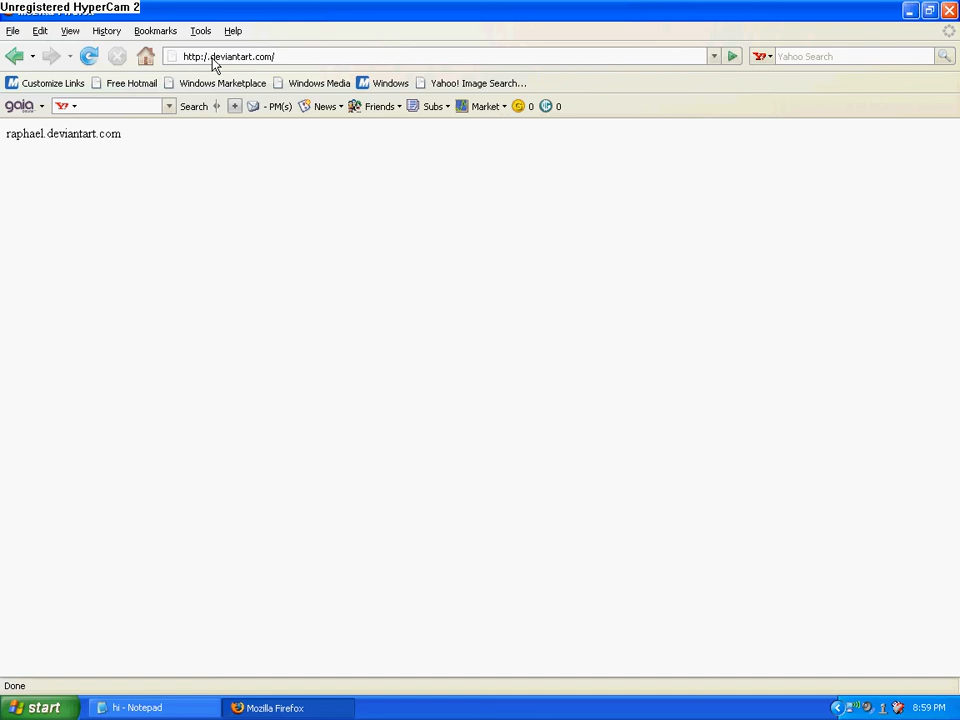 Unregistered HyperCam 2
File Edit View History Bookmarks Tools Help
http:/.deviantart.com/ Yahoo Search
Customize Links Free Hotmail Windows Marketplace Windows Media Windows Yahoo! Image Search...
gaia Y! Search - PM(s) News Friends Subs Market 0 0
raphael.deviantart.com
Done
start hi - Notepad Mozilla Firefox 8:59 PM